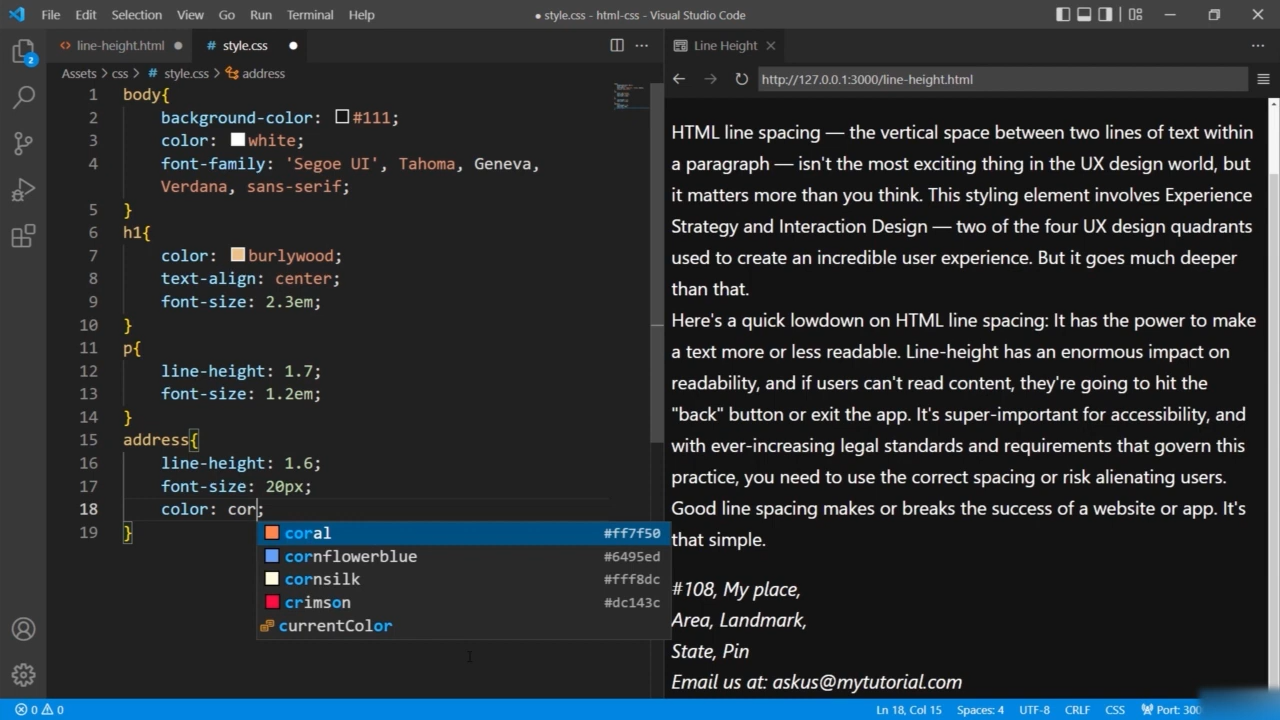 File Edit Selection View Go Run Terminal Help
● style.css - html-css - Visual Studio Code
line-height.html ●
# style.css ●
Line Height
Assets > css > # style.css > address
http://127.0.0.1:3000/line-height.html
2
1 body{
2 background-color: #111;
3 color: white;
4 font-family: 'Segoe UI', Tahoma, Geneva,
Verdana, sans-serif;
5 }
6 h1{
7 color: burlywood;
8 text-align: center;
9 font-size: 2.3em;
10 }
11 p{
12 line-height: 1.7;
13 font-size: 1.2em;
14 }
15 address{
16 line-height: 1.6;
17 font-size: 20px;
18 color: cor;
19 }
coral #ff7f50
cornflowerblue #6495ed
cornsilk #fff8dc
crimson #dc143c
currentColor
HTML line spacing — the vertical space between two lines of text within
a paragraph — isn't the most exciting thing in the UX design world, but
it matters more than you think. This styling element involves Experience
Strategy and Interaction Design — two of the four UX design quadrants
used to create an incredible user experience. But it goes much deeper
than that.
Here's a quick lowdown on HTML line spacing: It has the power to make
a text more or less readable. Line-height has an enormous impact on
readability, and if users can't read content, they're going to hit the
"back" button or exit the app. It's super-important for accessibility, and
with ever-increasing legal standards and requirements that govern this
practice, you need to use the correct spacing or risk alienating users.
Good line spacing makes or breaks the success of a website or app. It's
that simple.
#108, My place,
Area, Landmark,
State, Pin
Email us at: askus@mytutorial.com
0 0
Ln 18, Col 15 Spaces: 4 UTF-8 CRLF CSS Port: 300